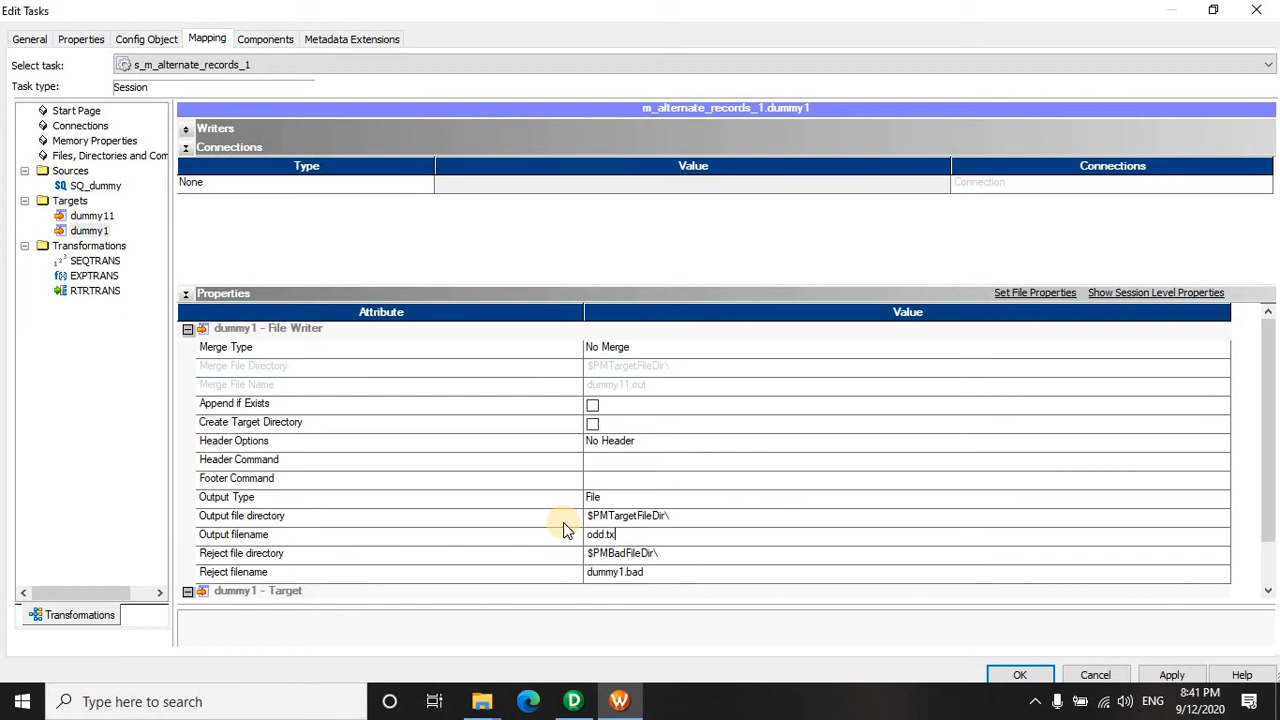 Edit Tasks
General Properties Config Object Mapping Components Metadata Extensions
Select task: s_m_alternate_records_1
Task type: Session
Start Page
Connections
Memory Properties
Files, Directories and Com
Sources
SQ_dummy
Targets
dummy11
dummy1
Transformations
SEQTRANS
EXPTRANS
RTRTRANS
Transformations
m_alternate_records_1.dummy1
Writers
Connections
Type Value Connections
None Connection
Properties Set File Properties Show Session Level Properties
Attribute Value
dummy1 - File Writer
Merge Type No Merge
Merge File Directory $PMTargetFileDir\
Merge File Name dummy11.out
Append if Exists
Create Target Directory
Header Options No Header
Header Command
Footer Command
Output Type File
Output file directory $PMTargetFileDir\
Output filename odd.tx
Reject file directory $PMBadFileDir\
Reject filename dummy1.bad
dummy1 - Target
OK Cancel Apply Help
Type here to search
ENG
8:41 PM
9/12/2020